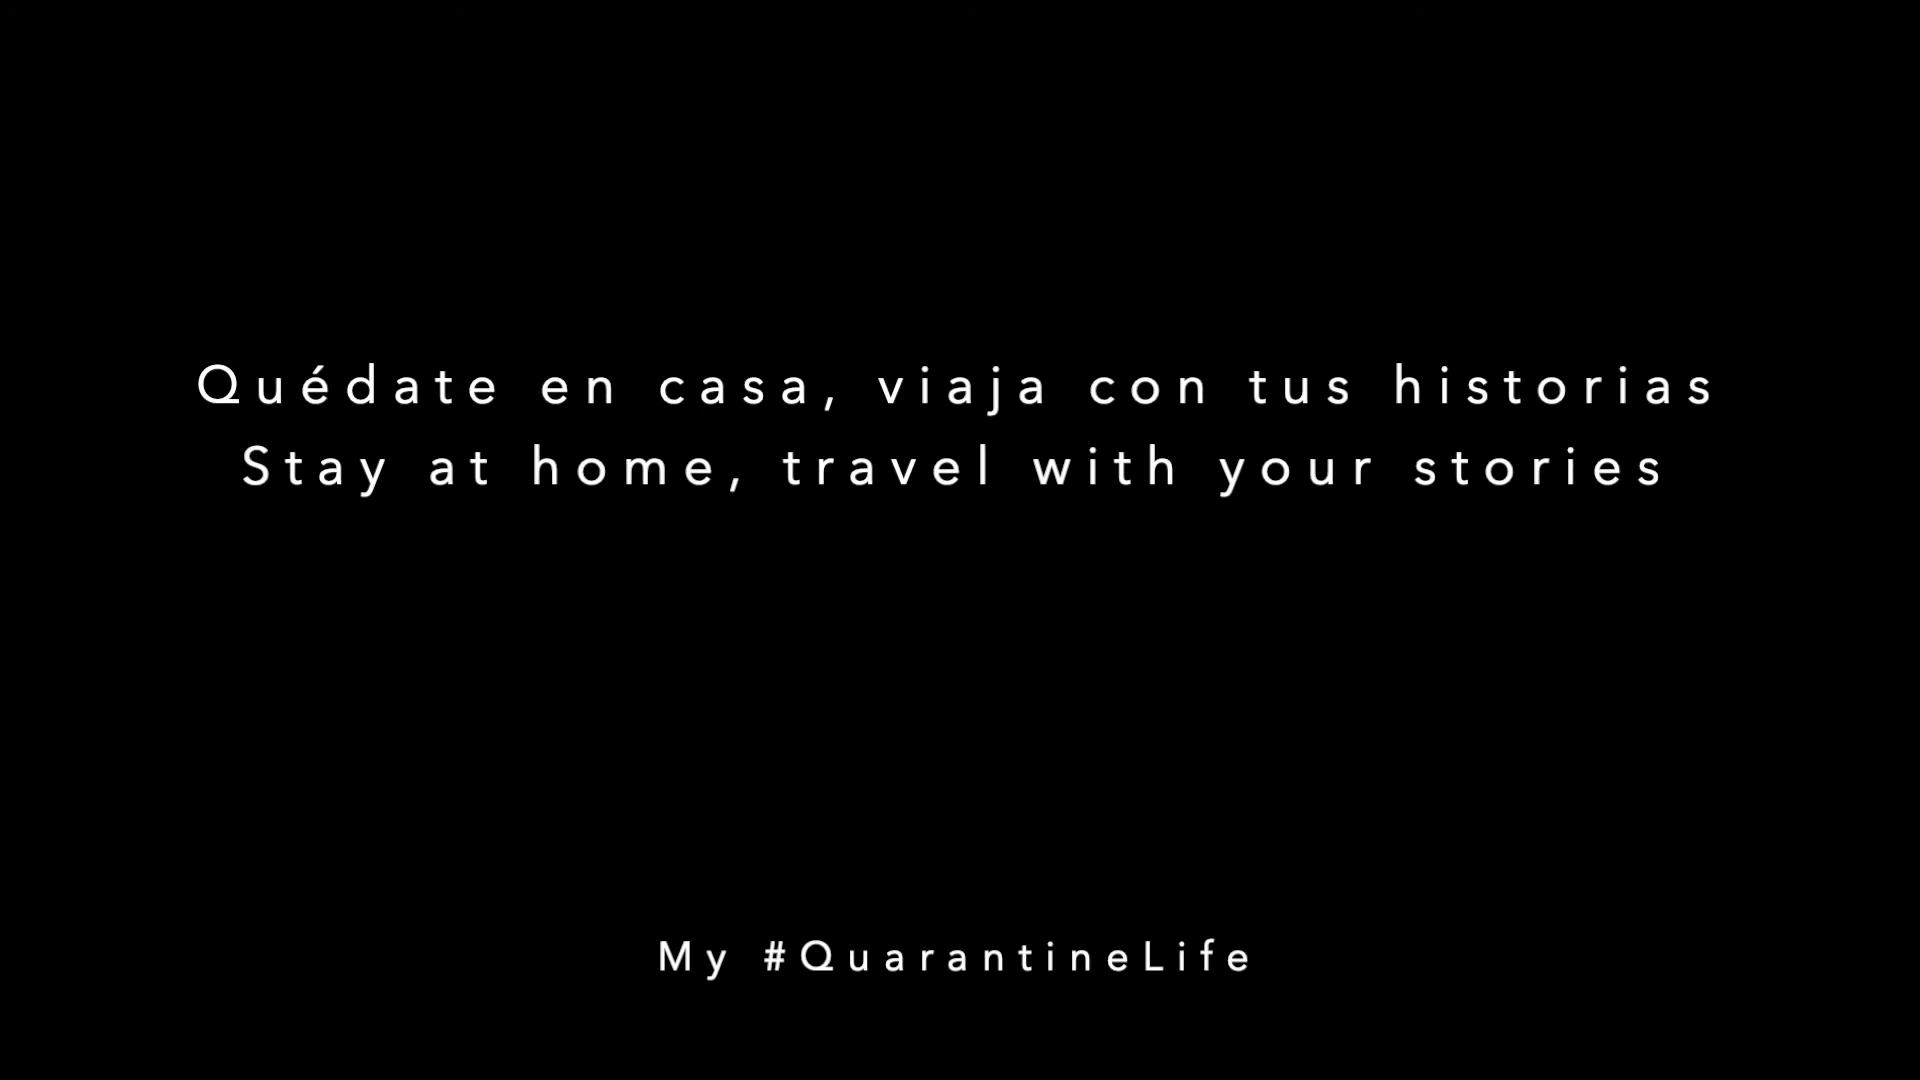 Quédate en casa, viaja con tus historias
Stay at home, travel with your stories
My #QuarantineLife